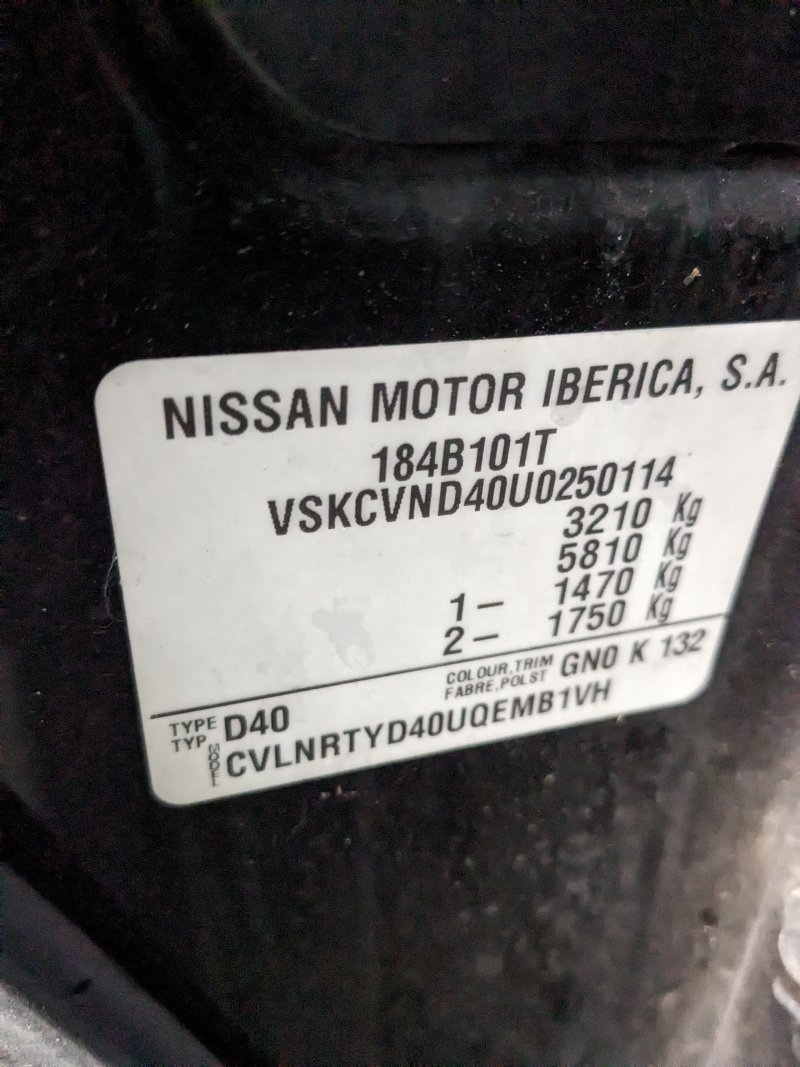 NISSAN MOTOR IBERICA, S.A.
184B101T
VSKCVND40U0250114
3210 Kg
5810 Kg
1– 1470 Kg
2– 1750 Kg
COLOUR,TRIM GN0 K 132
FABRE,POLST
TYPE D40
TYP
MODEL CVLNRTYD40UQEMB1VH